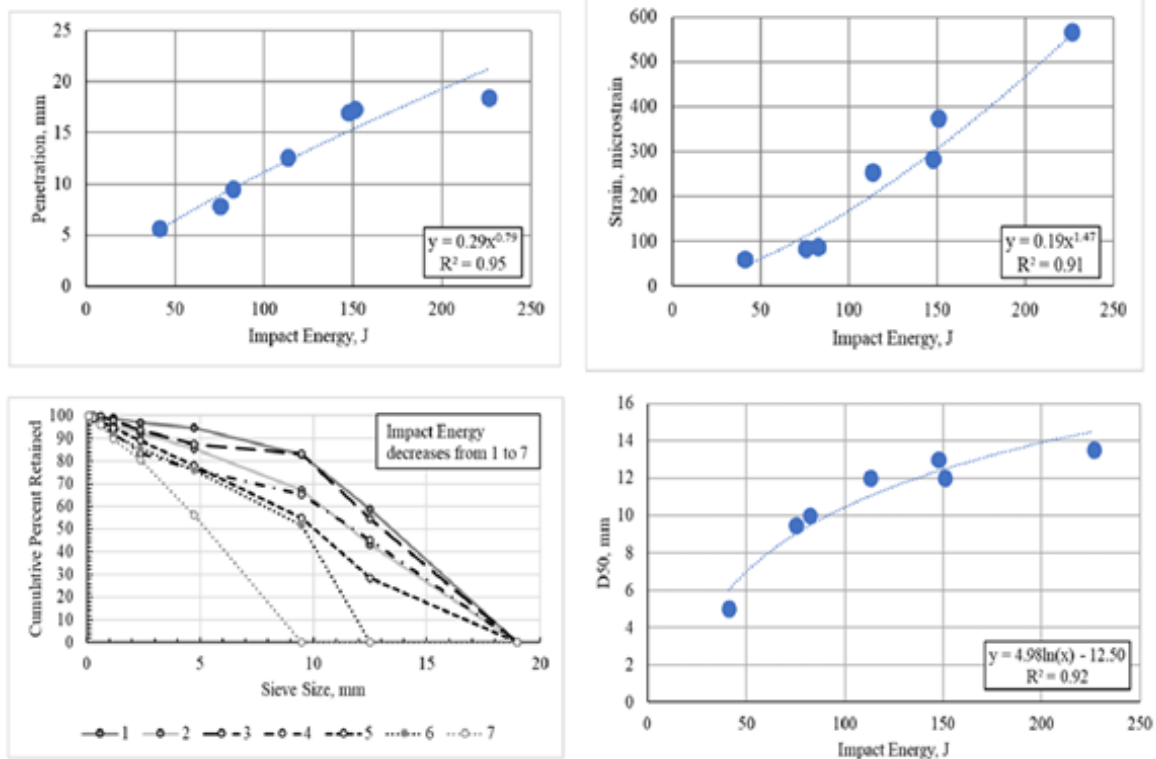 25
20
15
10
5
0
Penetration, mm
y = 0.29x^0.79
R² = 0.95
0 50 100 150 200 250
Impact Energy, J
600
500
400
300
200
100
0
Strain, microstrain
y = 0.19x^1.47
R² = 0.91
0 50 100 150 200 250
Impact Energy, J
100
90
80
70
60
50
40
30
20
10
0
Cumulative Percent Retained
Impact Energy
decreases from 1 to 7
0 5 10 15 20
Sieve Size, mm
1 2 3 4 5 6 7
16
14
12
10
8
6
4
2
0
D50, mm
y = 4.98ln(x) - 12.50
R² = 0.92
0 50 100 150 200 250
Impact Energy, J